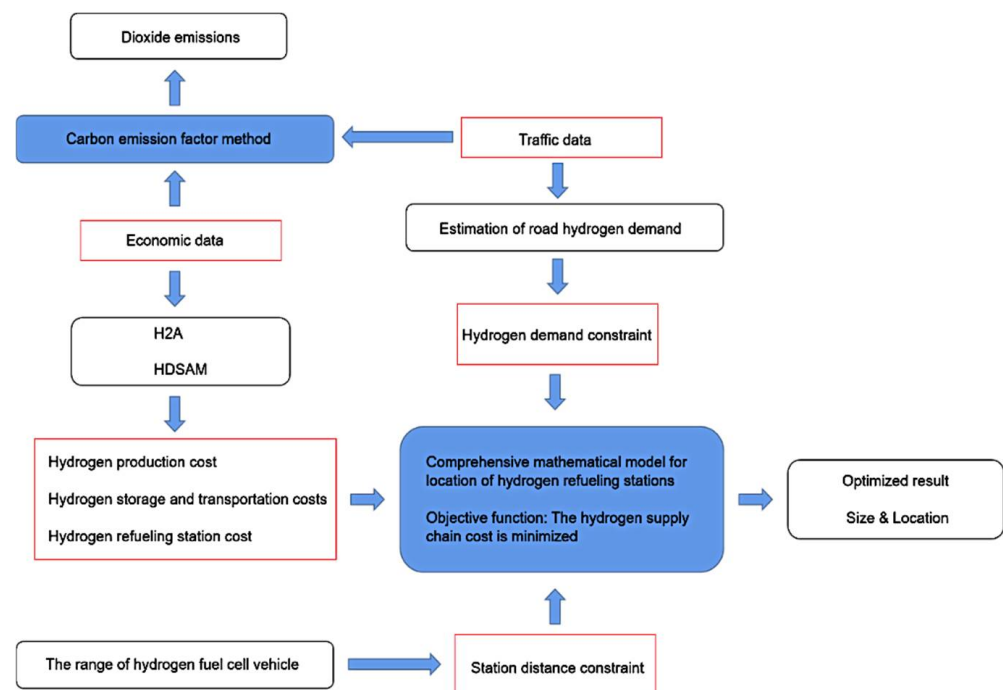 Dioxide emissions
Carbon emission factor method
Traffic data
Economic data
Estimation of road hydrogen demand
H2A
HDSAM
Hydrogen demand constraint
Hydrogen production cost
Hydrogen storage and transportation costs
Hydrogen refueling station cost
Comprehensive mathematical model for
location of hydrogen refueling stations
Objective function: The hydrogen supply
chain cost is minimized
Optimized result
Size & Location
The range of hydrogen fuel cell vehicle
Station distance constraint